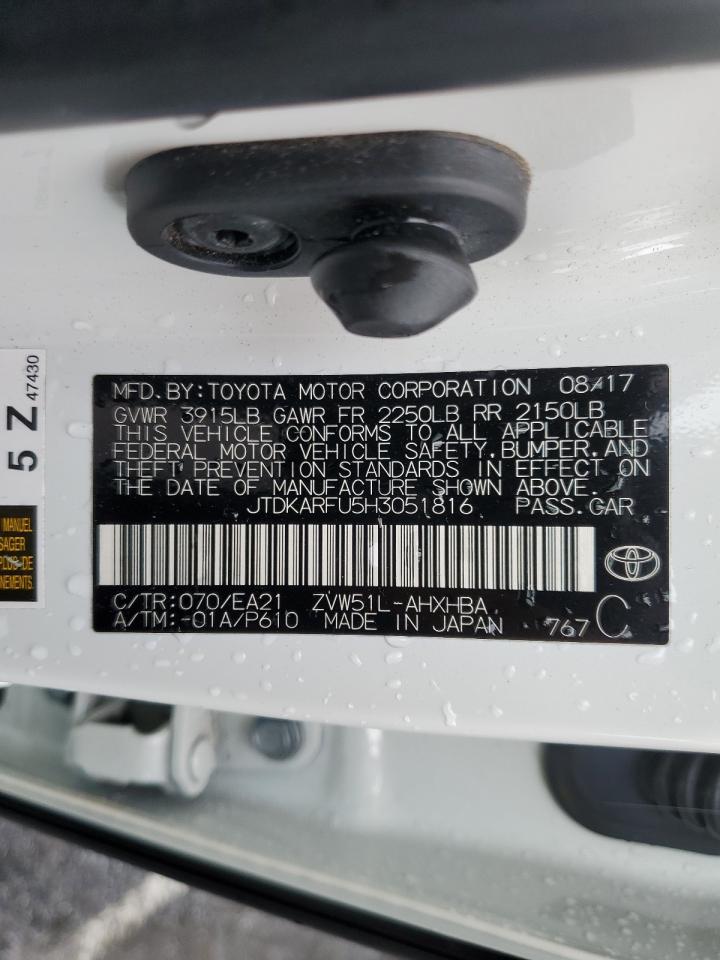 MFD.BY:TOYOTA MOTOR CORPORATION 08/17
GVWR 3915LB GAWR FR 2250LB RR 2150LB
THIS VEHICLE CONFORMS TO ALL APPLICABLE
FEDERAL MOTOR VEHICLE SAFETY,BUMPER,AND
THEFT PREVENTION STANDARDS IN EFFECT ON
THE DATE OF MANUFACTURE SHOWN ABOVE.
JTDKARFU5H3051816 PASS.CAR
C/TR:070/EA21 ZVW51L-AHXHBA
A/TM:-01A/P610 MADE IN JAPAN 767 C
5 Z 47430
MANUEL
PLUS DE